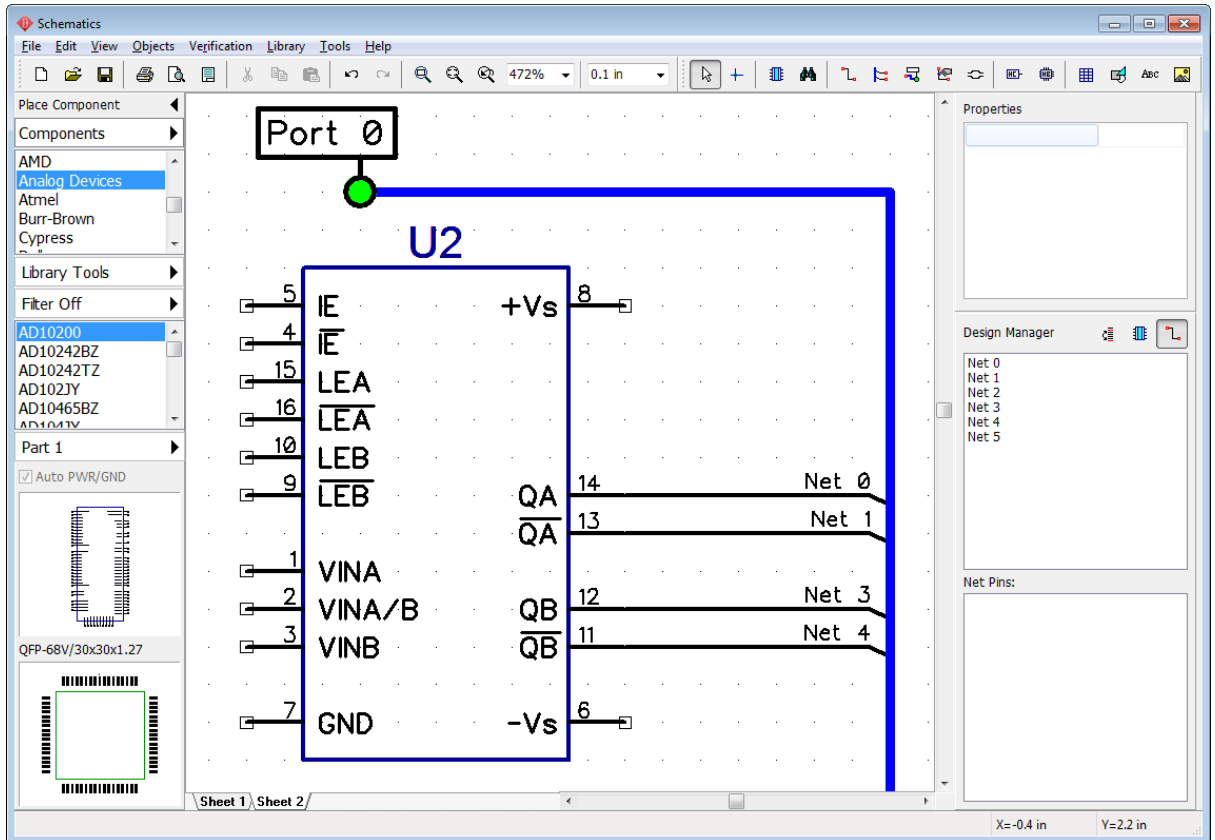 Schematics
File Edit View Objects Verification Library Tools Help
472% 0.1 in ABC
Place Component
Components
AMD
Analog Devices
Atmel
Burr-Brown
Cypress
Library Tools
Filter Off
AD10200
AD10242BZ
AD10242TZ
AD102JY
AD10465BZ
AD104JY
Part 1
Auto PWR/GND
QFP-68V/30x30x1.27
Port 0
U2
5 IE +Vs 8
4 IE
15 LEA
16 LEA
10 LEB
9 LEB
QA 14 Net 0
QA 13 Net 1
1 VINA
2 VINA/B QB 12 Net 3
3 VINB QB 11 Net 4
7 GND -Vs 6
Sheet 1 Sheet 2
Properties
Design Manager
Net 0
Net 1
Net 2
Net 3
Net 4
Net 5
Net Pins:
X=-0.4 in Y=2.2 in